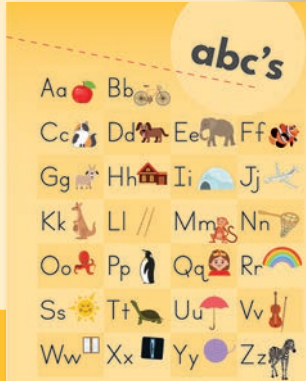 abc's
Aa Bb
Cc Dd Ee Ff
Gg Hh Ii Jj
Kk Ll Mm Nn
Oo Pp Qq Rr
Ss Tt Uu Vv
Ww Xx Yy Zz